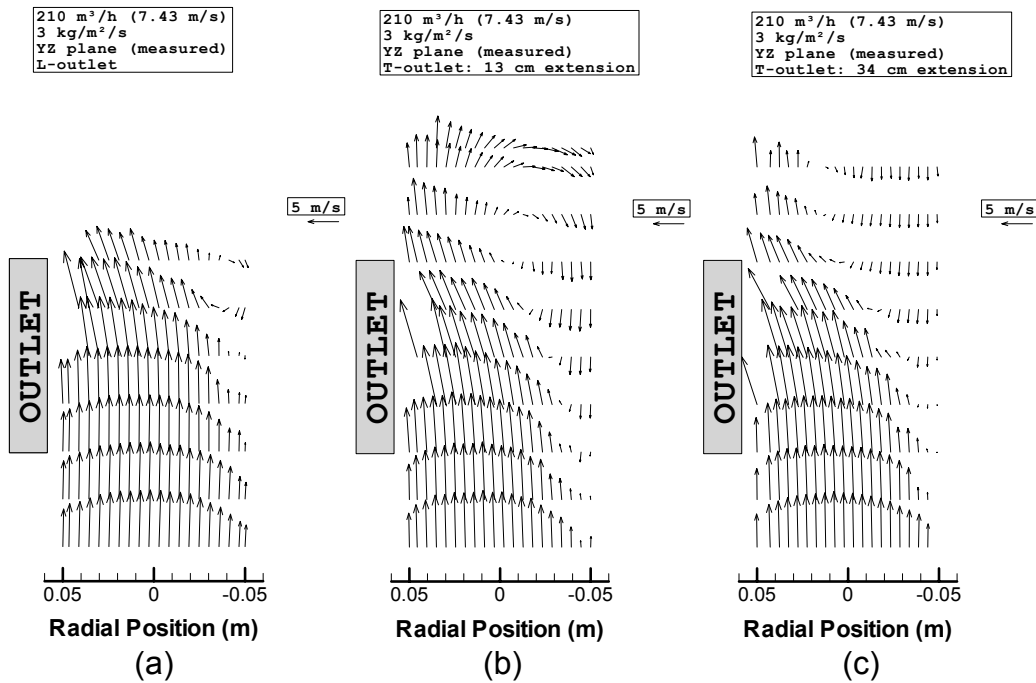 210 m³/h (7.43 m/s)
3 kg/m²/s
YZ plane (measured)
L-outlet
210 m³/h (7.43 m/s)
3 kg/m²/s
YZ plane (measured)
T-outlet: 13 cm extension
210 m³/h (7.43 m/s)
3 kg/m²/s
YZ plane (measured)
T-outlet: 34 cm extension
5 m/s
5 m/s
5 m/s
OUTLET
OUTLET
OUTLET
0.05 0 -0.05
Radial Position (m)
(a)
0.05 0 -0.05
Radial Position (m)
(b)
0.05 0 -0.05
Radial Position (m)
(c)